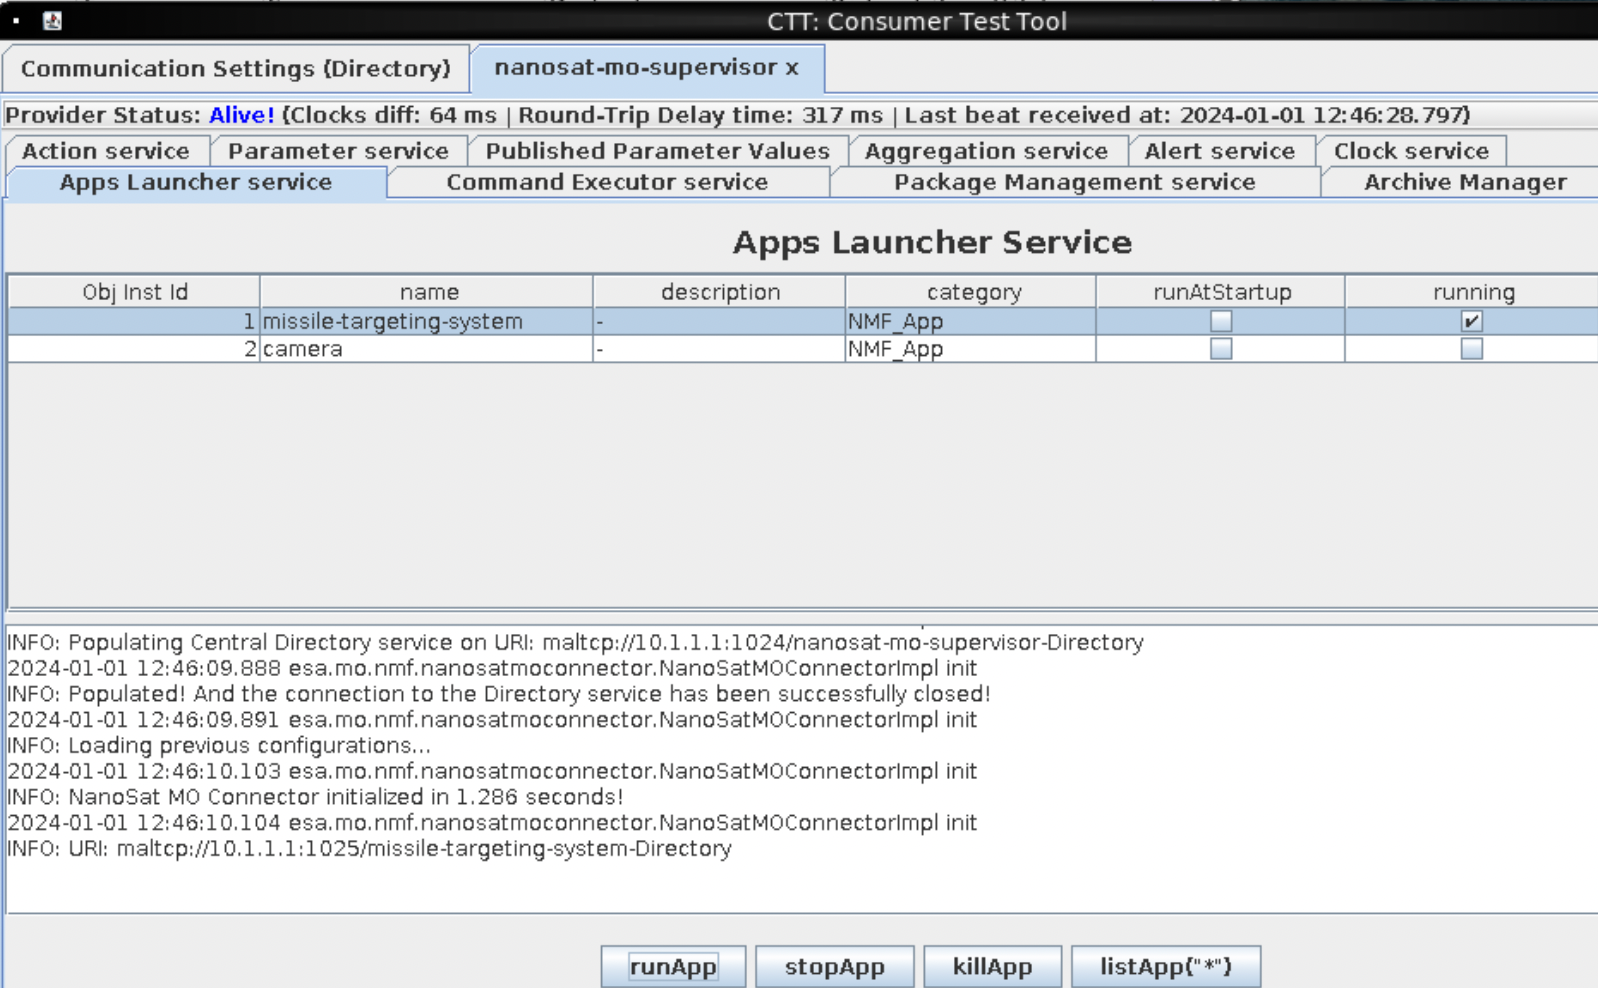 CTT: Consumer Test Tool
Communication Settings (Directory)
nanosat-mo-supervisor x
Provider Status: Alive! (Clocks diff: 64 ms | Round-Trip Delay time: 317 ms | Last beat received at: 2024-01-01 12:46:28.797)
Action service
Parameter service
Published Parameter Values
Aggregation service
Alert service
Clock service
Apps Launcher service
Command Executor service
Package Management service
Archive Manager
Apps Launcher Service
Obj Inst Id name description category runAtStartup running
1 missile-targeting-system - NMF_App
2 camera - NMF_App
INFO: Populating Central Directory service on URI: maltcp://10.1.1.1:1024/nanosat-mo-supervisor-Directory
2024-01-01 12:46:09.888 esa.mo.nmf.nanosatmoconnector.NanoSatMOConnectorImpl init
INFO: Populated! And the connection to the Directory service has been successfully closed!
2024-01-01 12:46:09.891 esa.mo.nmf.nanosatmoconnector.NanoSatMOConnectorImpl init
INFO: Loading previous configurations...
2024-01-01 12:46:10.103 esa.mo.nmf.nanosatmoconnector.NanoSatMOConnectorImpl init
INFO: NanoSat MO Connector initialized in 1.286 seconds!
2024-01-01 12:46:10.104 esa.mo.nmf.nanosatmoconnector.NanoSatMOConnectorImpl init
INFO: URI: maltcp://10.1.1.1:1025/missile-targeting-system-Directory
runApp
stopApp
killApp
listApp("*")